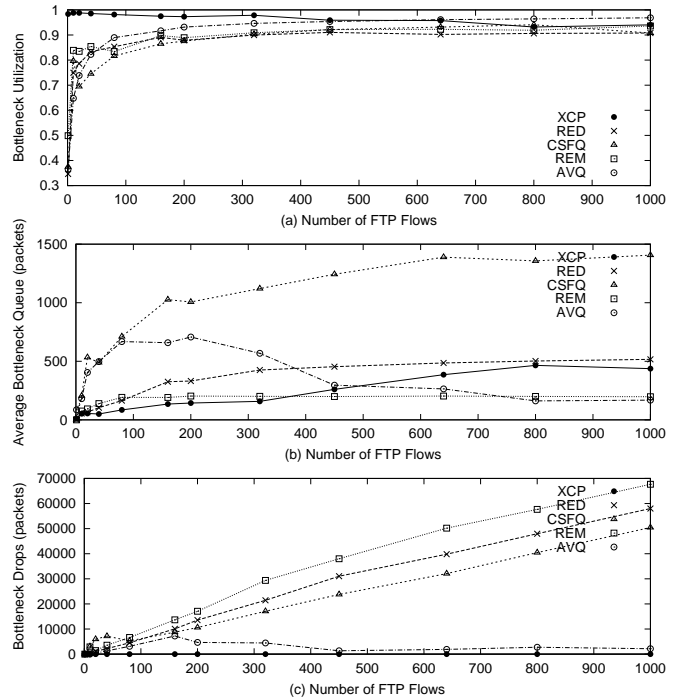 1
0.9
0.8
0.7
0.6
0.5
0.4
0.3
0 100 200 300 400 500 600 700 800 900 1000
Bottleneck Utilization
XCP
RED
CSFQ
REM
AVQ
(a) Number of FTP Flows
1500
1000
500
0
0 100 200 300 400 500 600 700 800 900 1000
Average Bottleneck Queue (packets)
XCP
RED
CSFQ
REM
AVQ
(b) Number of FTP Flows
70000
60000
50000
40000
30000
20000
10000
0
0 100 200 300 400 500 600 700 800 900 1000
Bottleneck Drops (packets)
XCP
RED
CSFQ
REM
AVQ
(c) Number of FTP Flows